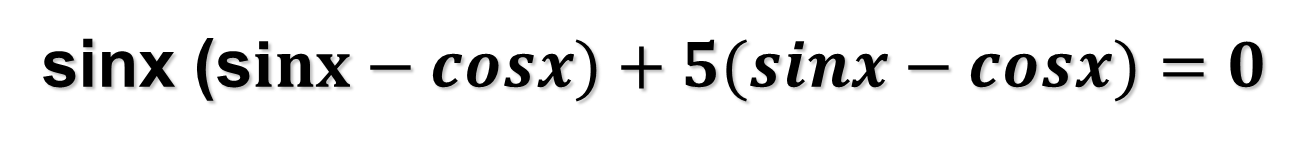 sinx (sinx − cosx) + 5(sinx − cosx) = 0